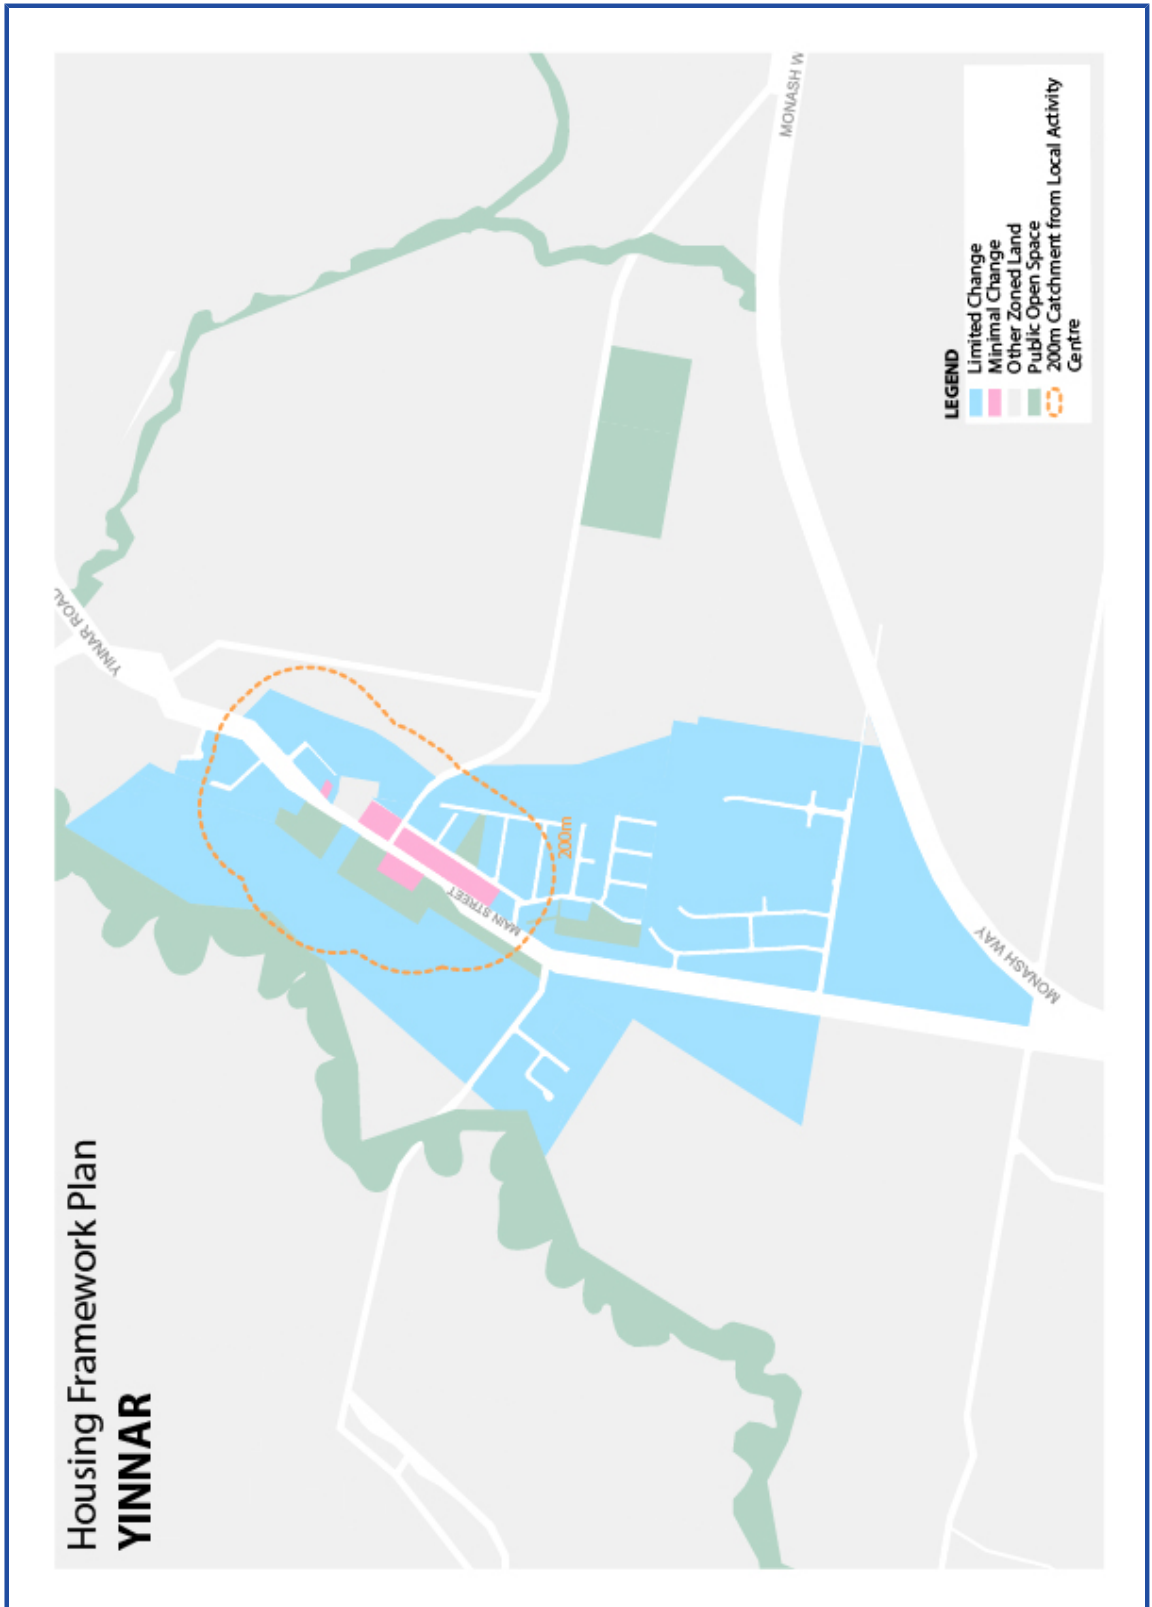 Housing Framework Plan
YINNAR
YINNAR ROAD
MONASH W
MAIN STREET
200m
MONASH WAY
LEGEND
Limited Change
Minimal Change
Other Zoned Land
Public Open Space
200m Catchment from Local Activity
Centre